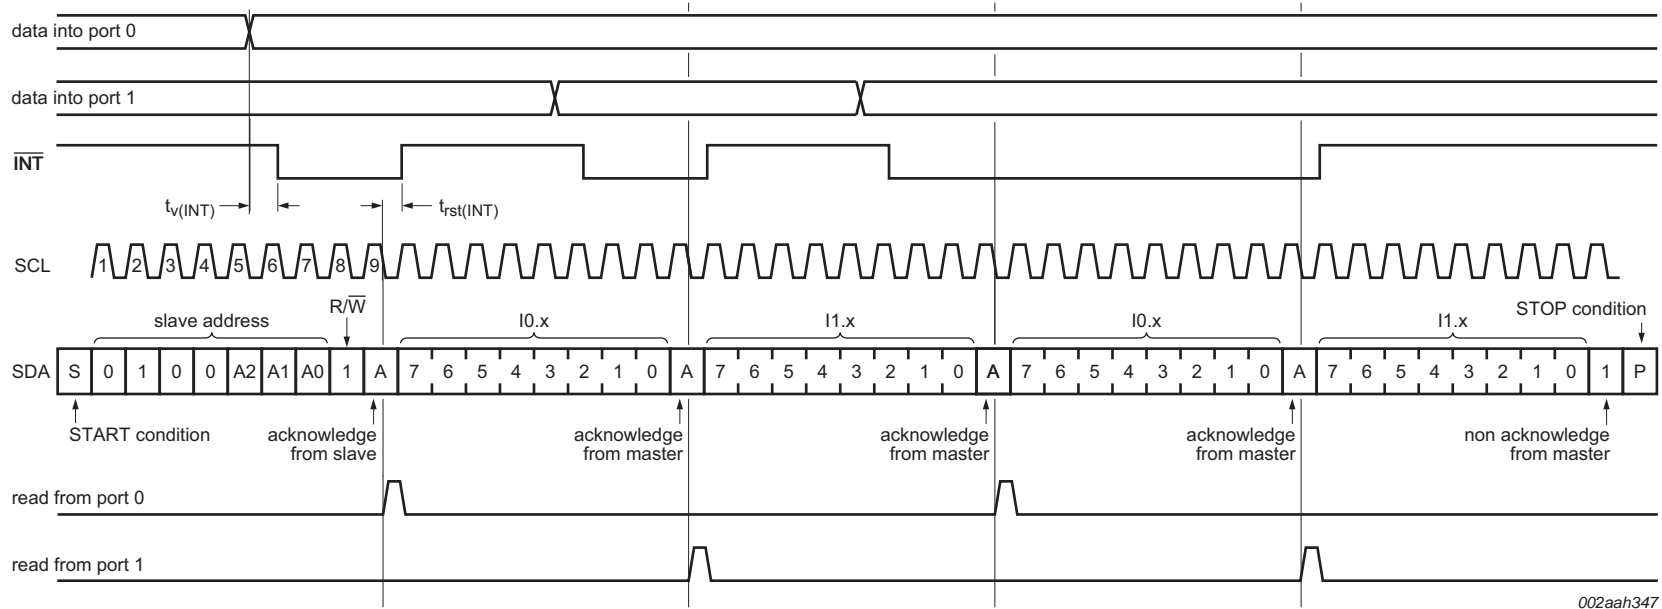 data into port 0
data into port 1
INT
tv(INT)
trst(INT)
SCL
1 2 3 4 5 6 7 8 9
R/W
STOP condition
slave address
I0.x
I1.x
I0.x
I1.x
SDA S 0 1 0 0 A2 A1 A0 1 A 7 6 5 4 3 2 1 0 A 7 6 5 4 3 2 1 0 A 7 6 5 4 3 2 1 0 A 7 6 5 4 3 2 1 0 1 P
START condition
acknowledge
from slave
acknowledge
from master
acknowledge
from master
acknowledge
from master
non acknowledge
from master
read from port 0
read from port 1
002aah347